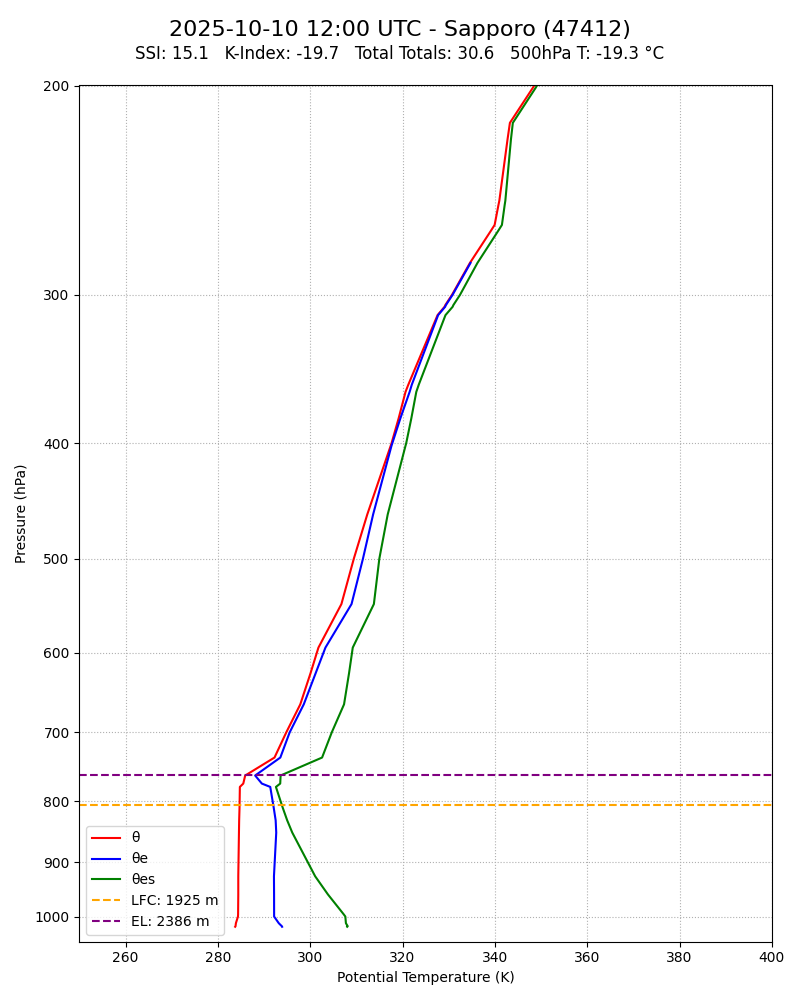 2025-10-10 12:00 UTC - Sapporo (47412)
SSI: 15.1 K-Index: -19.7 Total Totals: 30.6 500hPa T: -19.3 °C
200
300
400
500
600
700
800
900
1000
Pressure (hPa)
θ
θe
θes
LFC: 1925 m
EL: 2386 m
260 280 300 320 340 360 380 400
Potential Temperature (K)